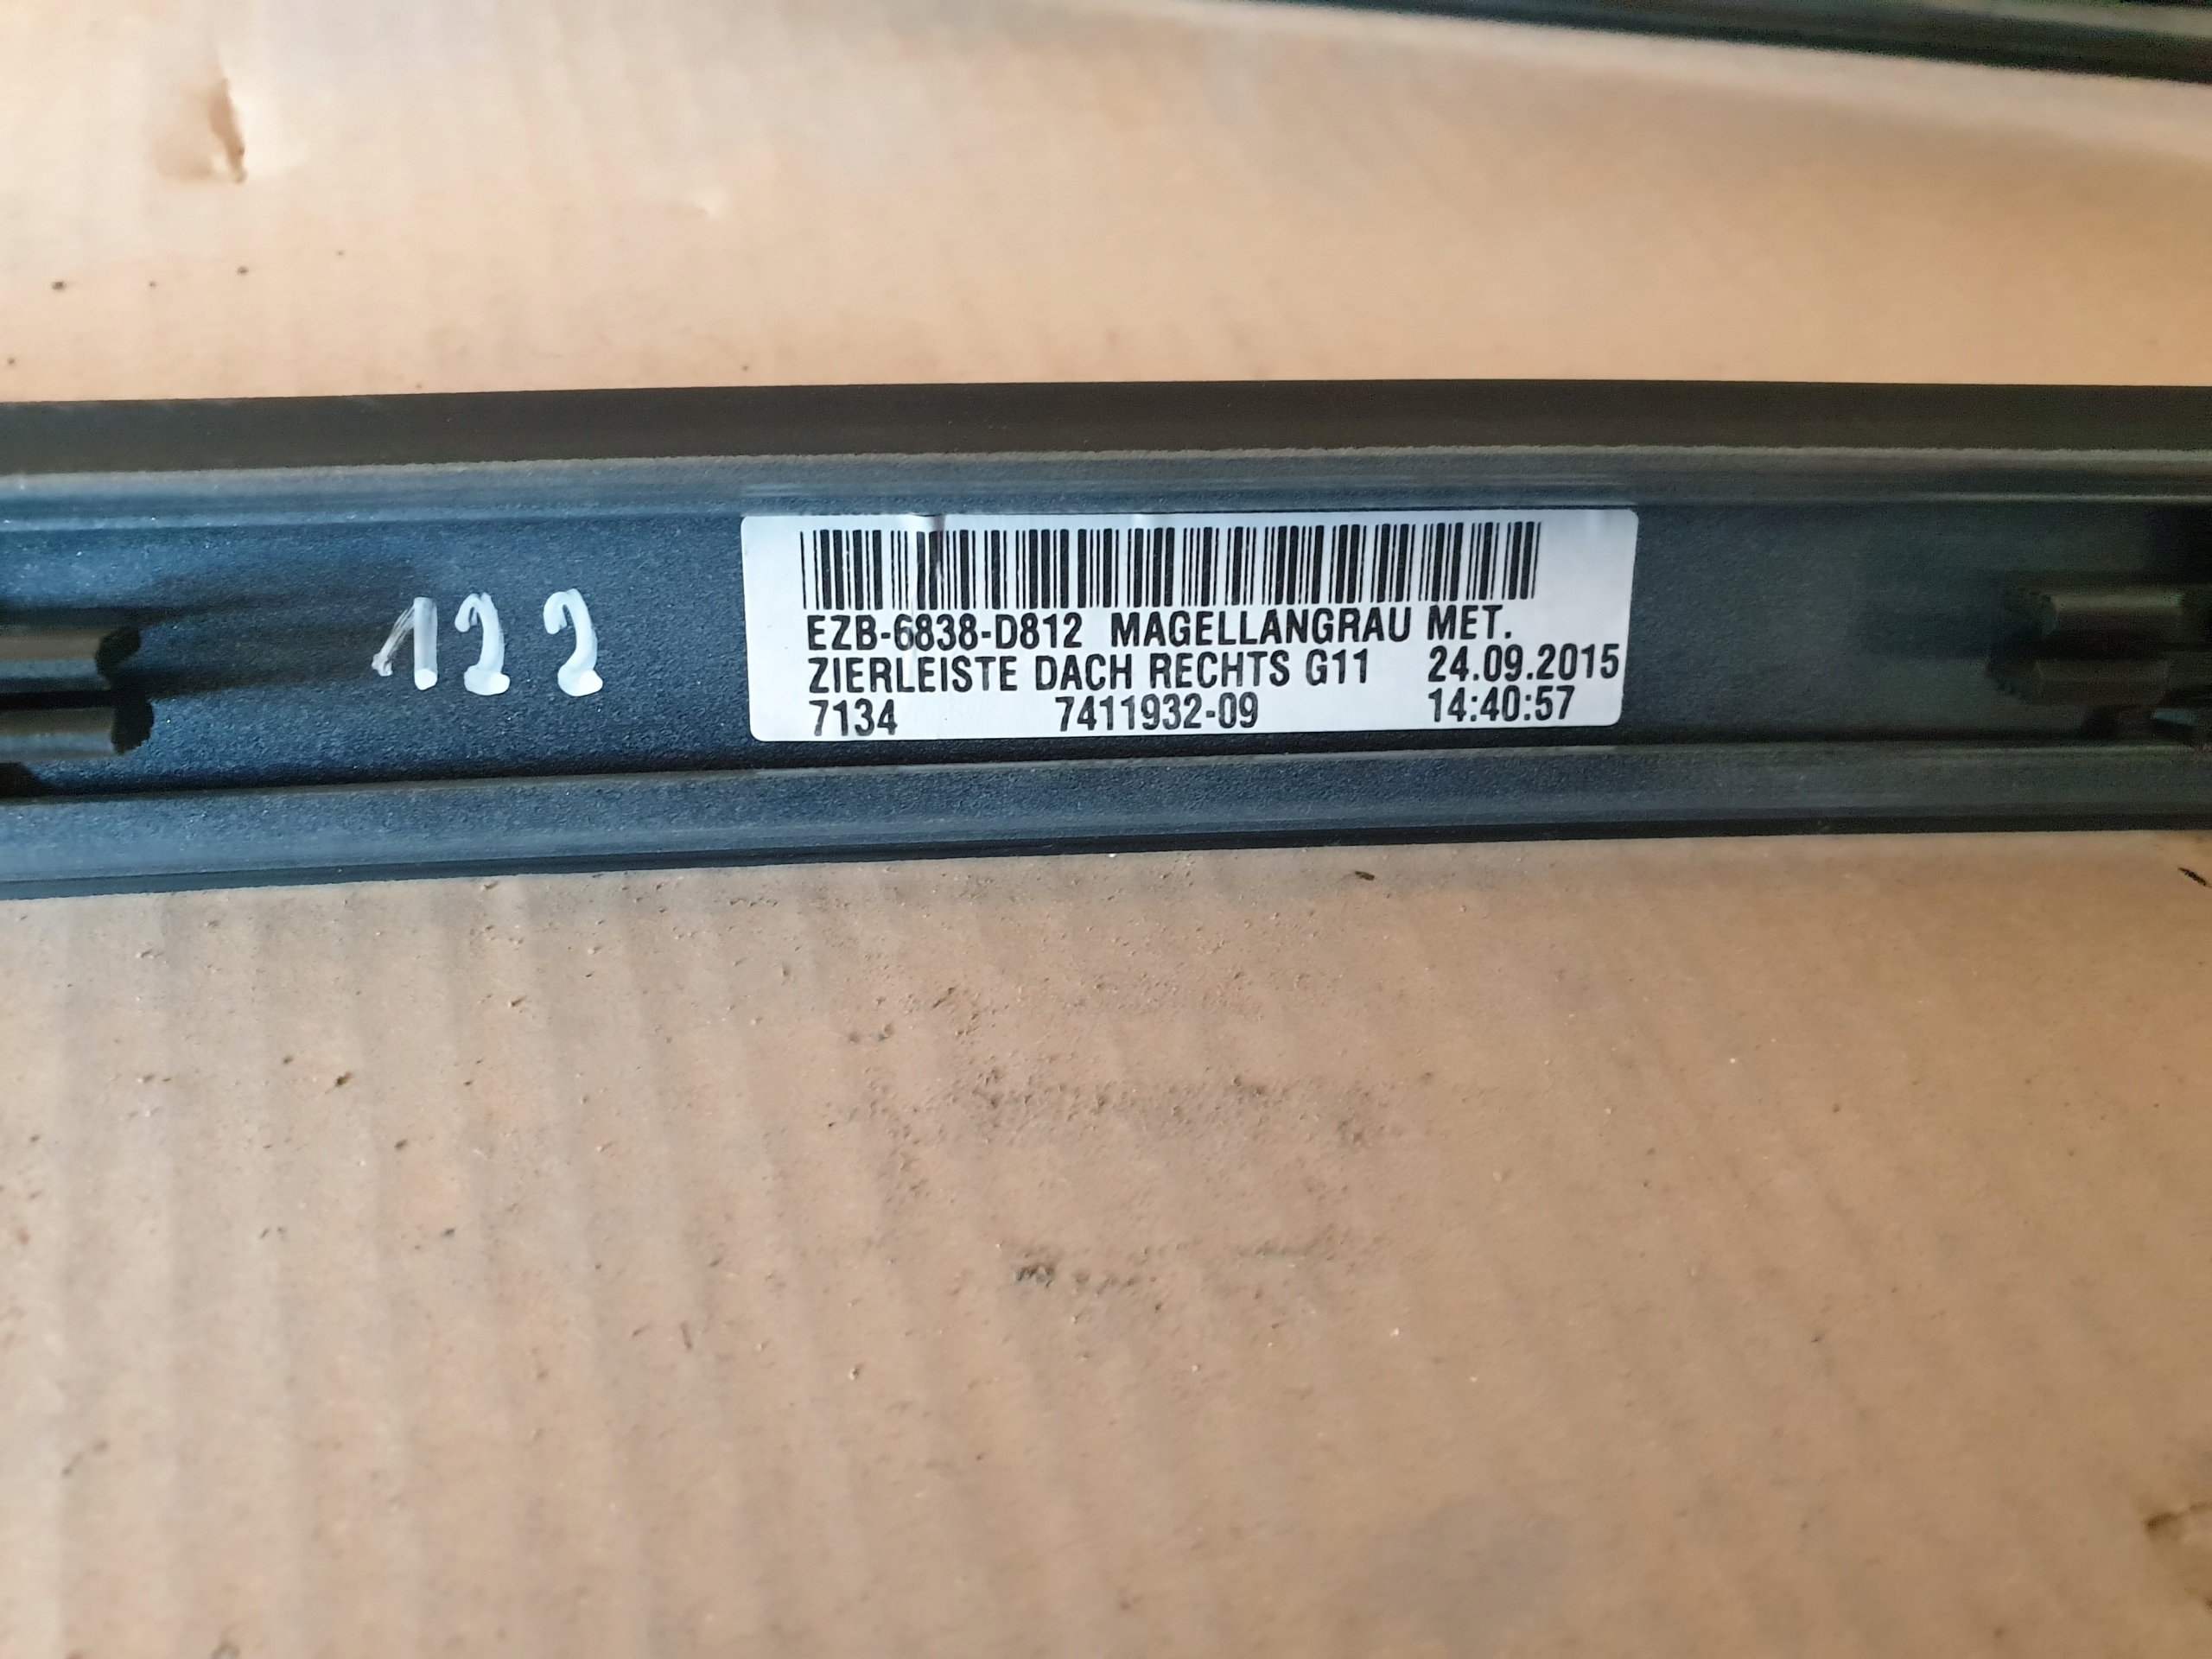 122
EZB-6838-D812 MAGELLANGRAU MET.
ZIERLEISTE DACH RECHTS G11 24.09.2015
7134 7411932-09 14:40:57